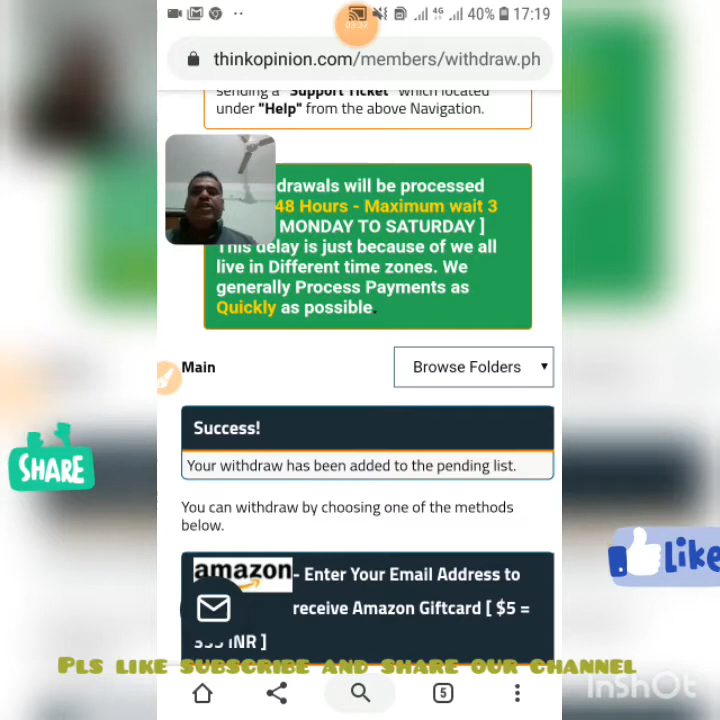 4G 40% 17:19
thinkopinion.com/members/withdraw.ph
sending a "Support Ticket" which located
under "Help" from the above Navigation.
drawals will be processed
48 Hours - Maximum wait 3
MONDAY TO SATURDAY ]
This delay is just because of we all
live in Different time zones. We
generally Process Payments as
Quickly as possible.
Main
Browse Folders
Success!
Your withdraw has been added to the pending list.
You can withdraw by choosing one of the methods
below.
amazon - Enter Your Email Address to
receive Amazon Giftcard [ $5 =
INR ]
SHARE
Like
PLS LIKE SUBSCRIBE AND SHARE OUR CHANNEL
5
InShOt